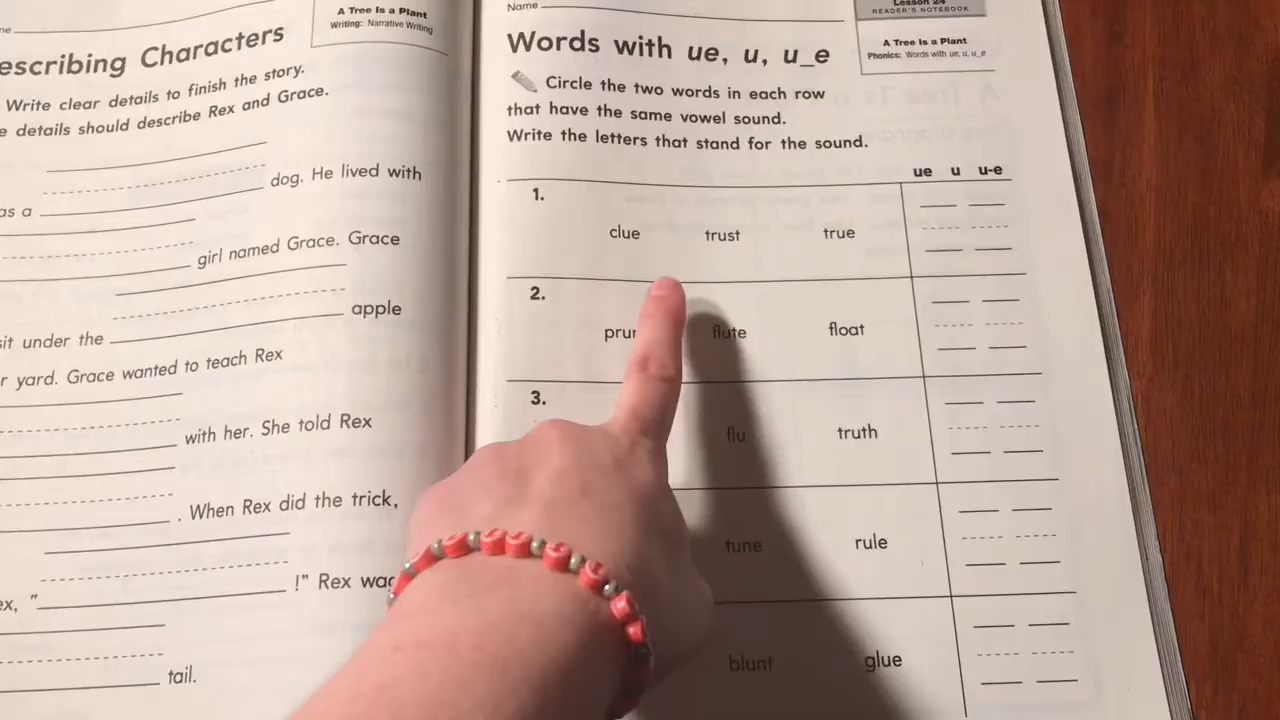 A Tree Is a Plant
Writing: Narrative Writing
escribing Characters
Write clear details to finish the story.
e details should describe Rex and Grace.
dog. He lived with
as a
girl named Grace. Grace
sit under the
apple
r yard. Grace wanted to teach Rex
with her. She told Rex
. When Rex did the trick,
ex, "
!" Rex wag
tail.
Name
Lesson 24
READER'S NOTEBOOK
Words with ue, u, u_e
A Tree Is a Plant
Phonics: Words with ue, u, u_e
Circle the two words in each row
that have the same vowel sound.
Write the letters that stand for the sound.
ue u u-e
1.
clue trust true
2.
prun flute float
3.
flu truth
tune rule
blunt glue